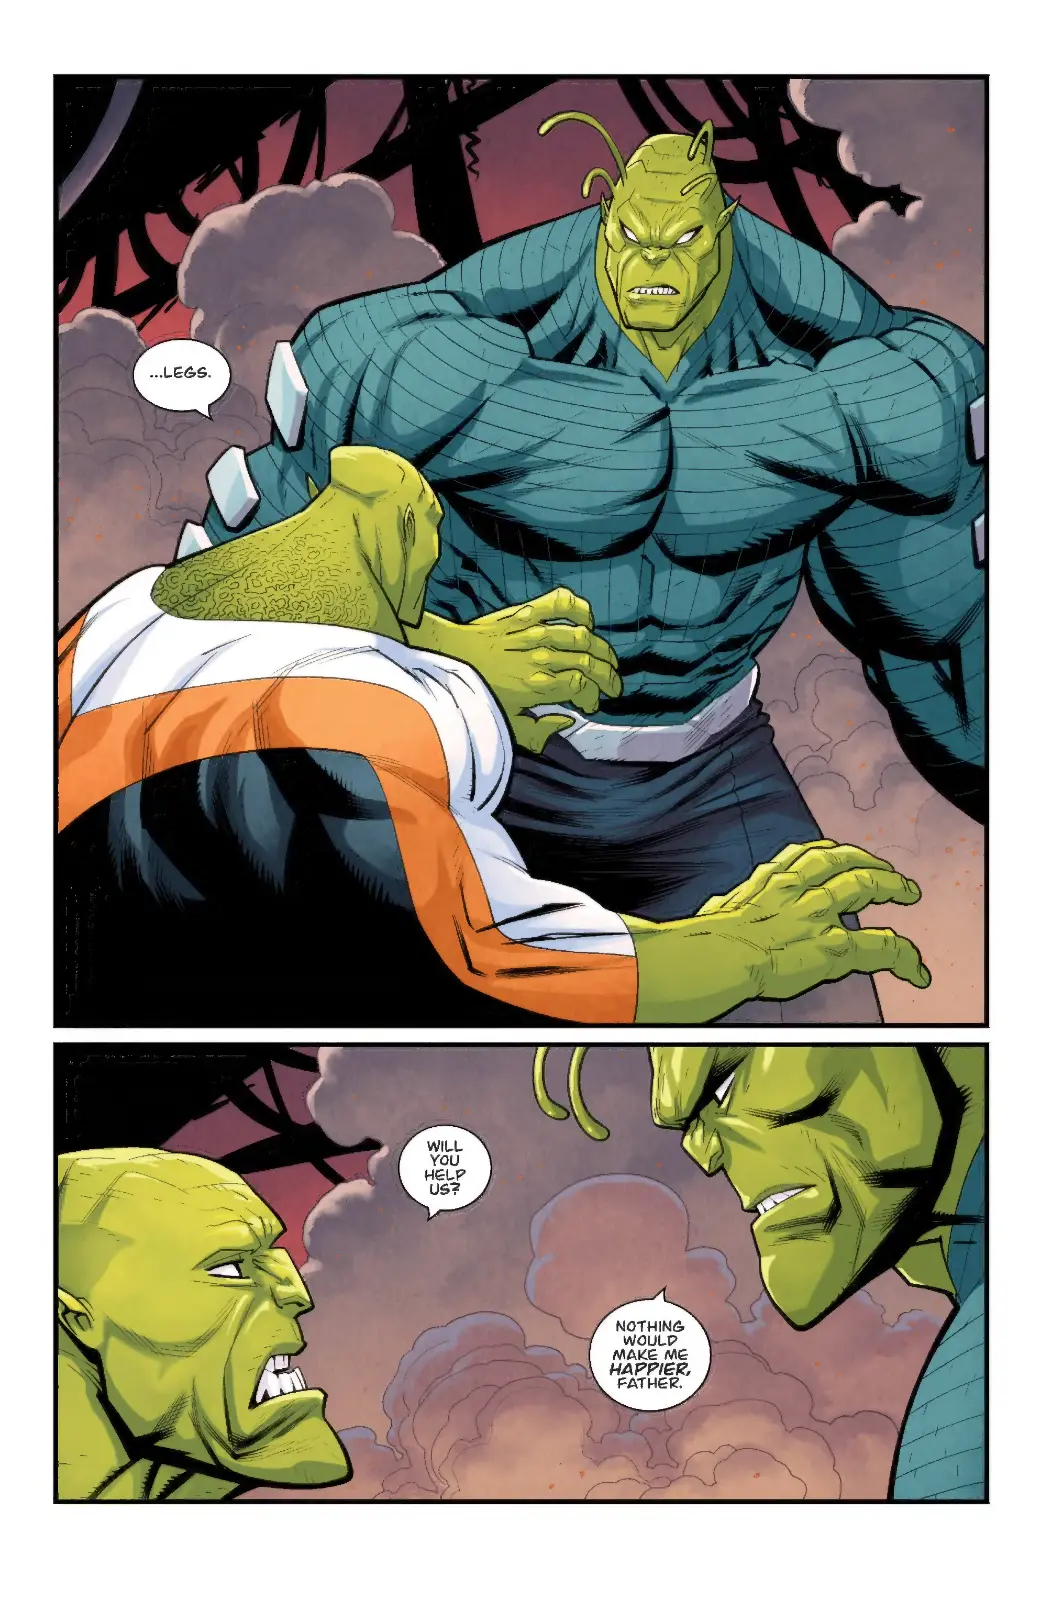 ...LEGS.
WILL
YOU
HELP
US?
NOTHING
WOULD
MAKE ME
HAPPIER,
FATHER.